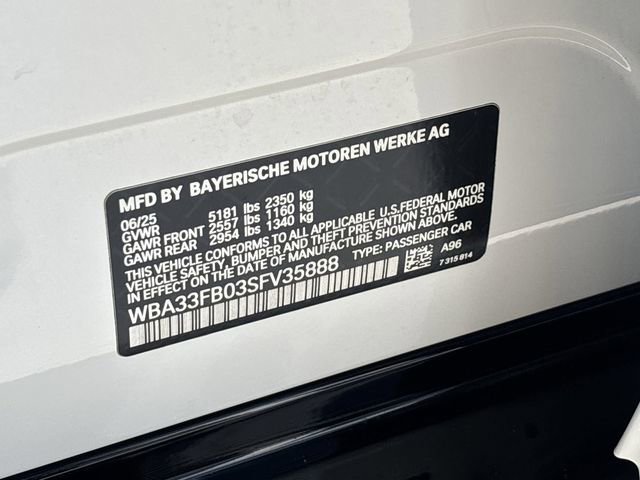 MFD BY BAYERISCHE MOTOREN WERKE AG
06/25
GVWR 5181 lbs 2350 kg
GAWR FRONT 2557 lbs 1160 kg
GAWR REAR 2954 lbs 1340 kg
THIS VEHICLE CONFORMS TO ALL APPLICABLE U.S.FEDERAL MOTOR
VEHICLE SAFETY, BUMPER AND THEFT PREVENTION STANDARDS
IN EFFECT ON THE DATE OF MANUFACTURE SHOWN ABOVE.
WBA33FB03SFV35888 TYPE: PASSENGER CAR
A96
7 315 814